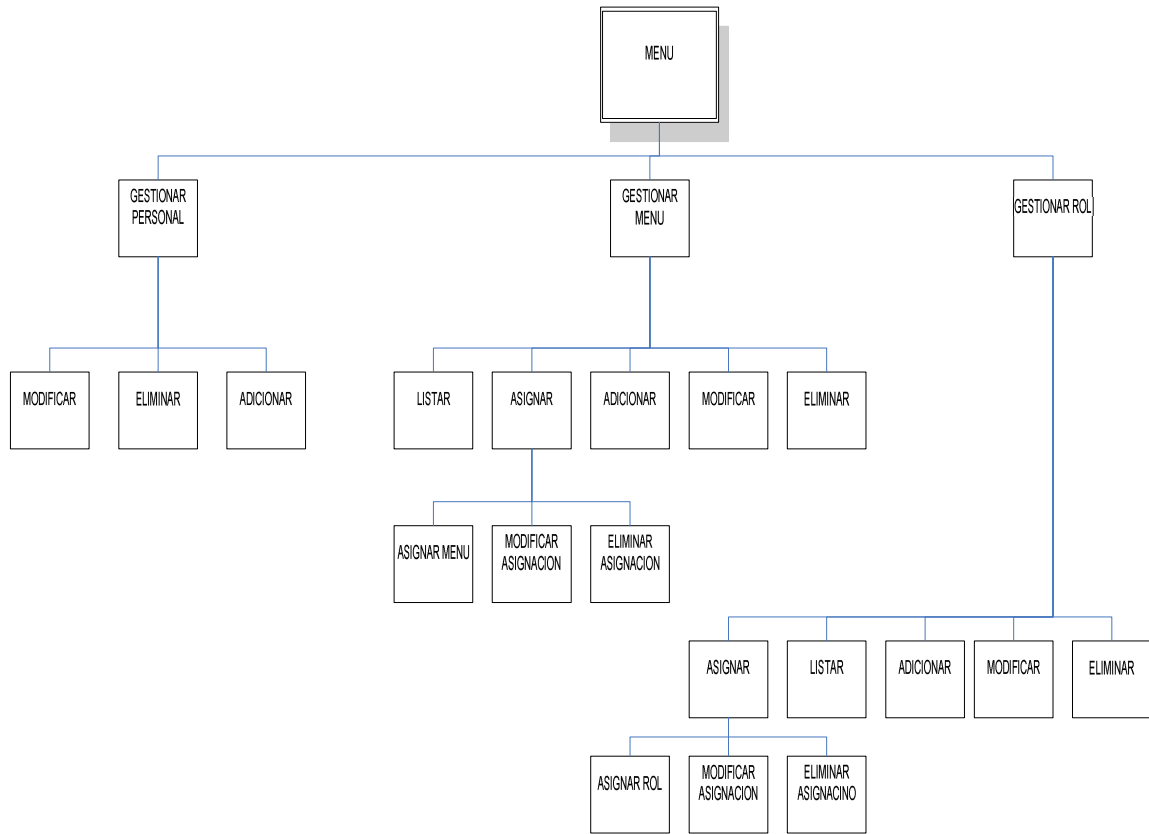 MENU
GESTIONAR
PERSONAL
GESTIONAR
MENU
GESTIONAR ROL
MODIFICAR
ELIMINAR
ADICIONAR
LISTAR
ASIGNAR
ADICIONAR
MODIFICAR
ELIMINAR
ASIGNAR MENU
MODIFICAR
ASIGNACION
ELIMINAR
ASIGNACION
ASIGNAR
LISTAR
ADICIONAR
MODIFICAR
ELIMINAR
ASIGNAR ROL
MODIFICAR
ASIGNACION
ELIMINAR
ASIGNACINO